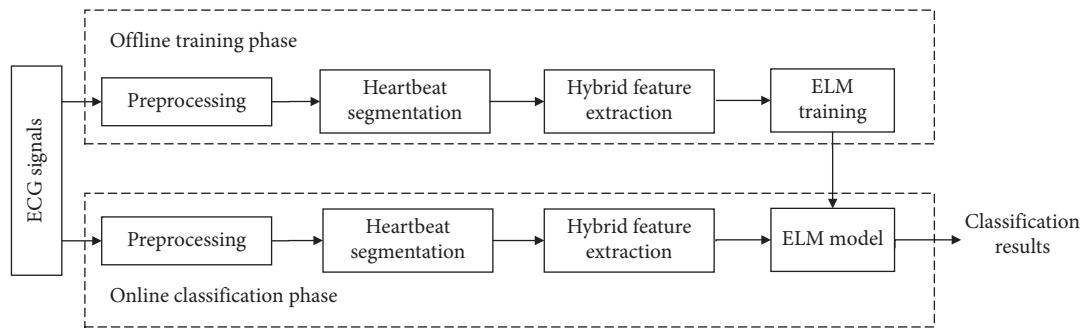 Offline training phase
ECG signals
Preprocessing
Heartbeat
segmentation
Hybrid feature
extraction
ELM
training
Preprocessing
Heartbeat
segmentation
Hybrid feature
extraction
ELM model
Classification
results
Online classification phase